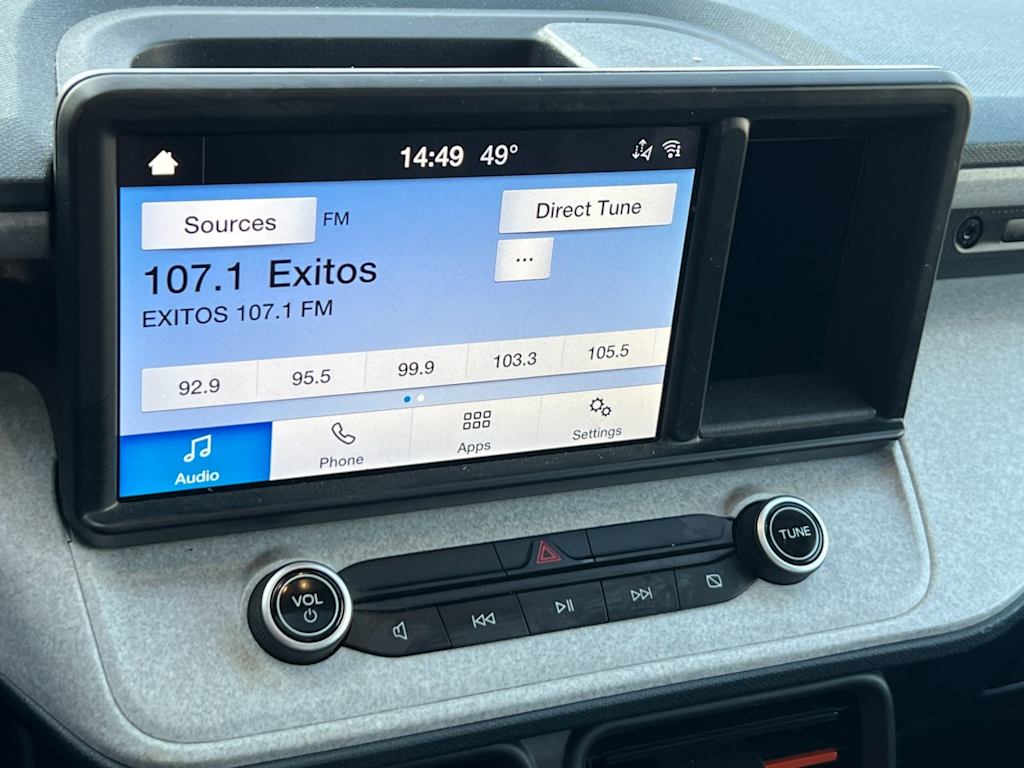 14:49 49°
Sources FM Direct Tune
...
107.1 Exitos
EXITOS 107.1 FM
92.9 95.5 99.9 103.3 105.5
Audio Phone Apps Settings
VOL
TUNE